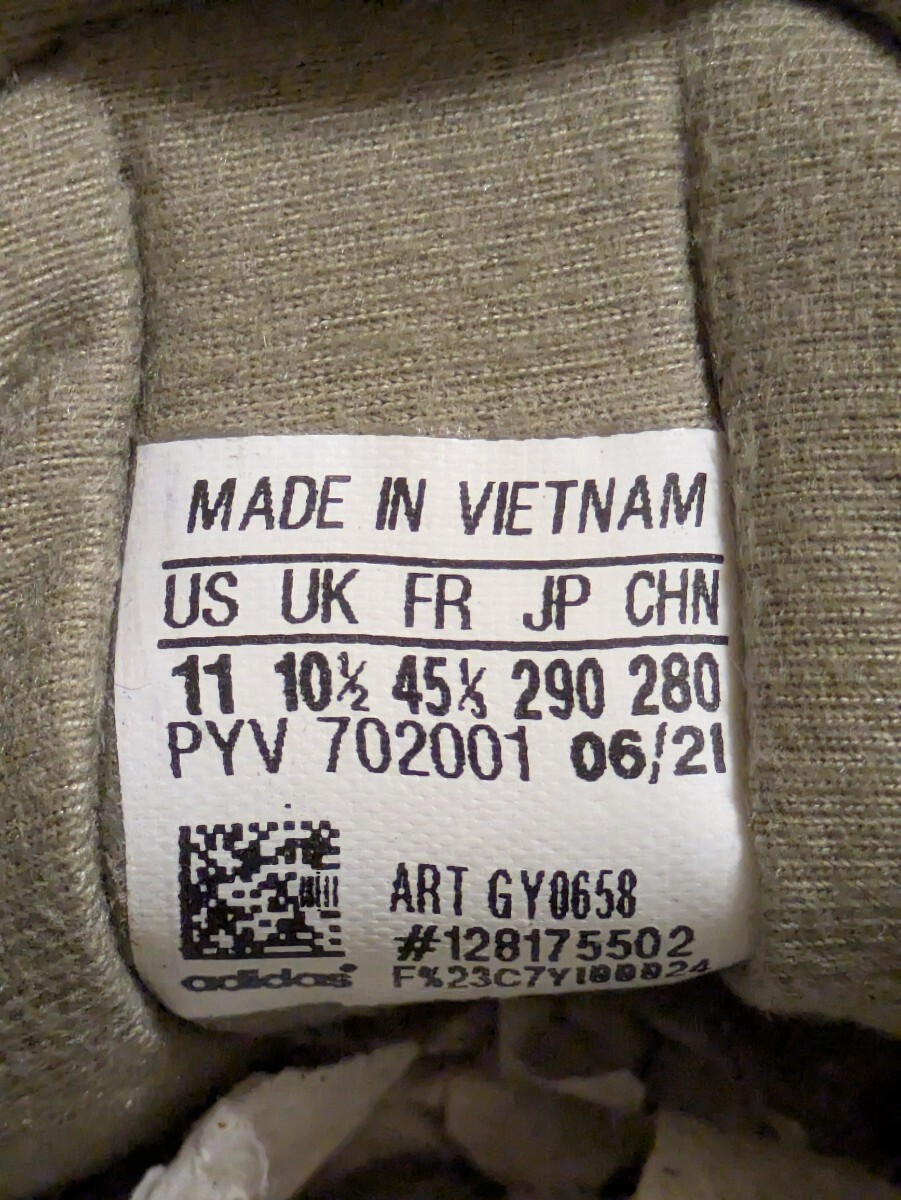 MADE IN VIETNAM
US UK FR JP CHN
11 10½ 45⅓ 290 280
PYV 702001 06/21
ART GY0658
#128175502
adidas